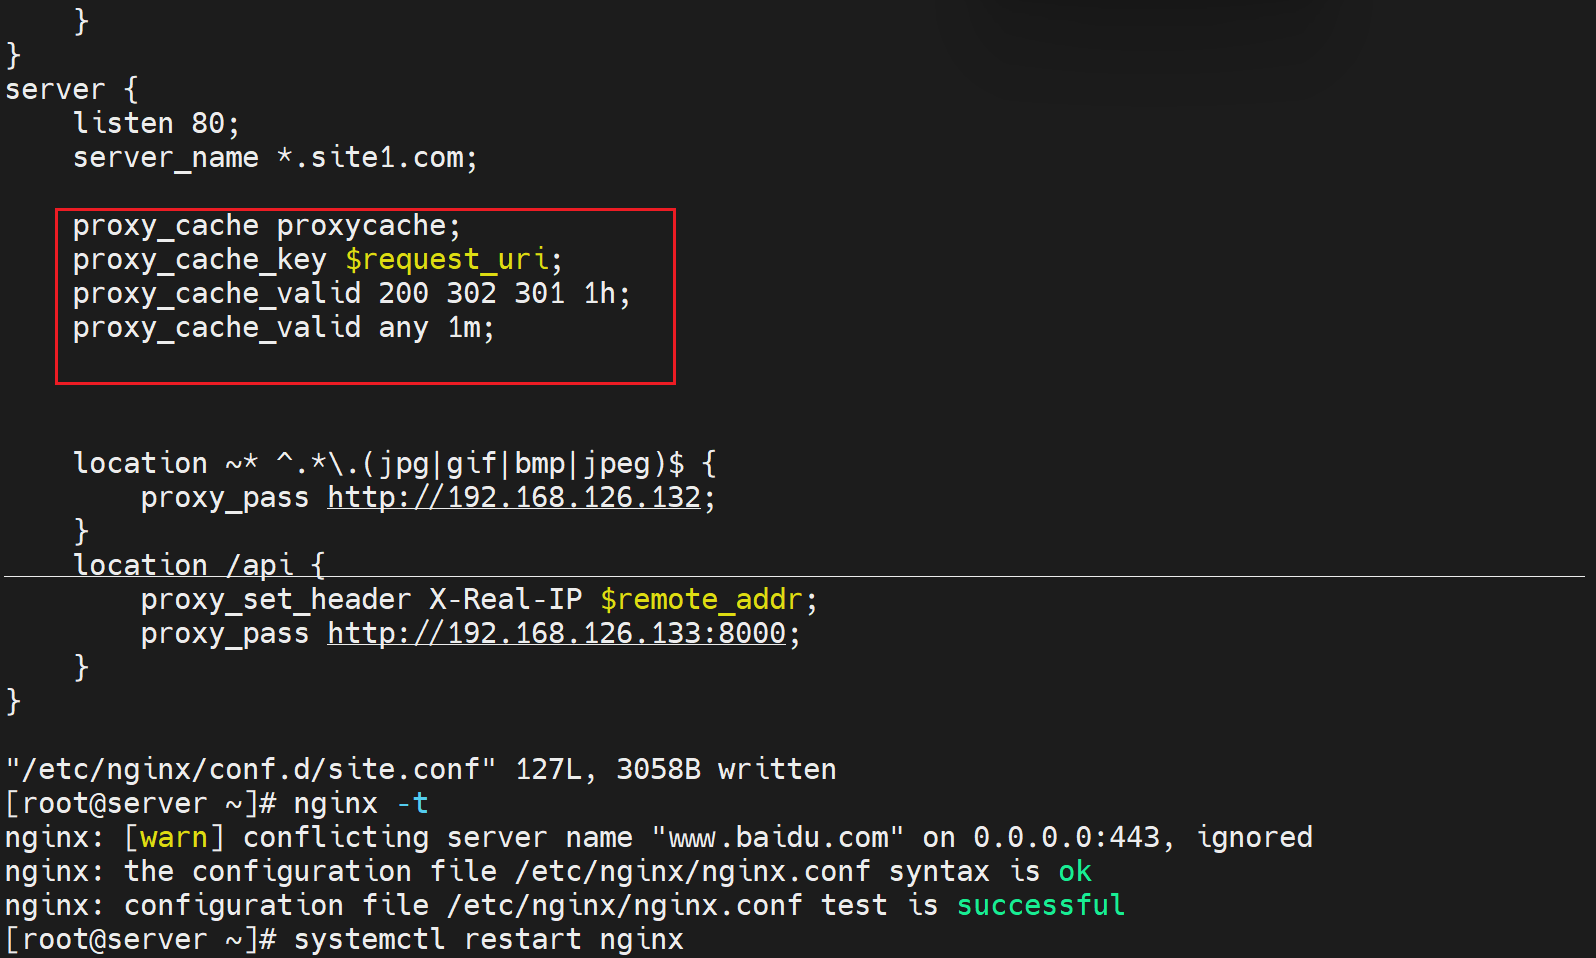 }
}
server {
    listen 80;
    server_name *.site1.com;
    proxy_cache proxycache;
    proxy_cache_key $request_uri;
    proxy_cache_valid 200 302 301 1h;
    proxy_cache_valid any 1m;
    location ~* ^.*\.(jpg|gif|bmp|jpeg)$ {
        proxy_pass http://192.168.126.132;
    }
    location /api {
        proxy_set_header X-Real-IP $remote_addr;
        proxy_pass http://192.168.126.133:8000;
    }
}
"/etc/nginx/conf.d/site.conf" 127L, 3058B written
[root@server ~]# nginx -t
nginx: [warn] conflicting server name "www.baidu.com" on 0.0.0.0:443, ignored
nginx: the configuration file /etc/nginx/nginx.conf syntax is ok
nginx: configuration file /etc/nginx/nginx.conf test is successful
[root@server ~]# systemctl restart nginx